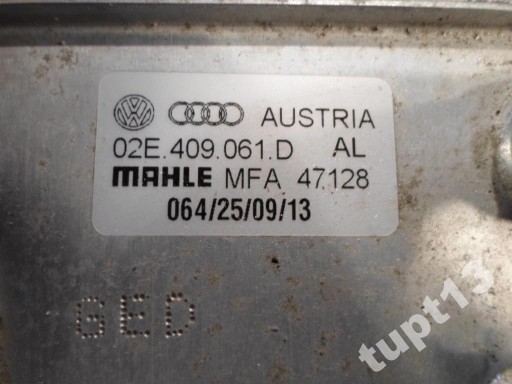 AUSTRIA
02E.409.061.D AL
MAHLE MFA 47128
064/25/09/13
GED
tupt13